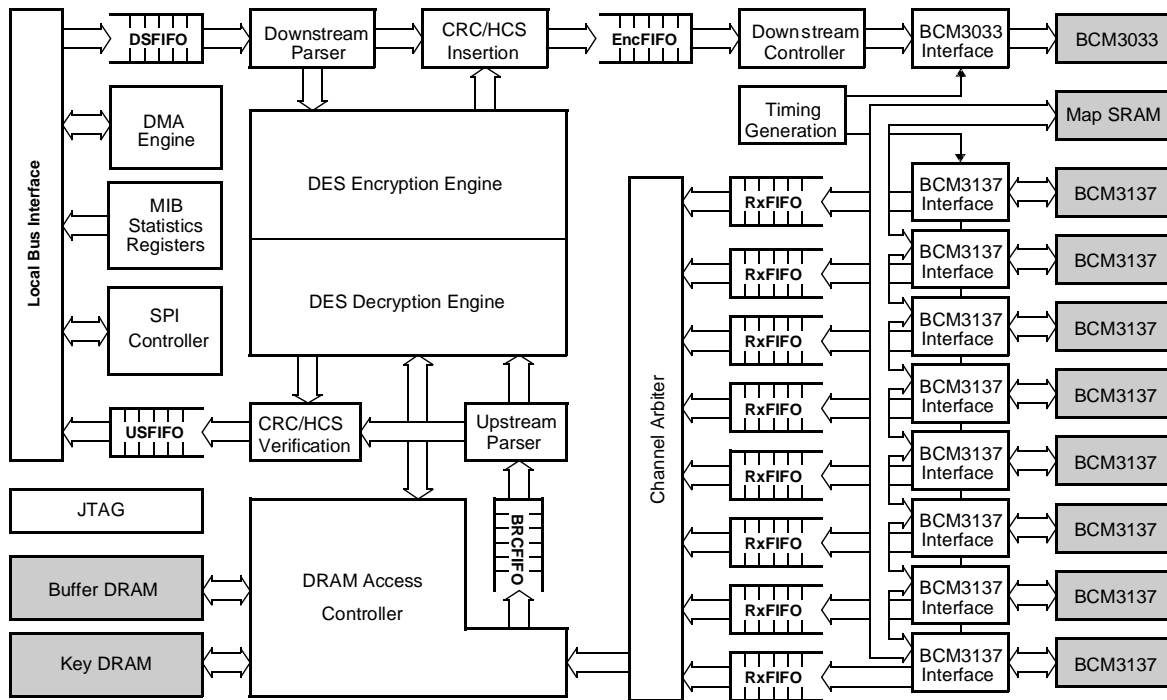 DSFIFO
Downstream
Parser
CRC/HCS
Insertion
EncFIFO
Downstream
Controller
BCM3033
Interface
BCM3033
Local Bus Interface
DMA
Engine
Timing
Generation
Map SRAM
MIB
Statistics
Registers
DES Encryption Engine
DES Decryption Engine
SPI
Controller
Channel Arbiter
RxFIFO
BCM3137
Interface
BCM3137
RxFIFO
BCM3137
Interface
BCM3137
RxFIFO
BCM3137
Interface
BCM3137
RxFIFO
BCM3137
Interface
BCM3137
RxFIFO
BCM3137
Interface
BCM3137
RxFIFO
BCM3137
Interface
BCM3137
RxFIFO
BCM3137
Interface
BCM3137
RxFIFO
BCM3137
Interface
BCM3137
USFIFO
CRC/HCS
Verification
Upstream
Parser
JTAG
BRCFIFO
Buffer DRAM
DRAM Access
Controller
Key DRAM